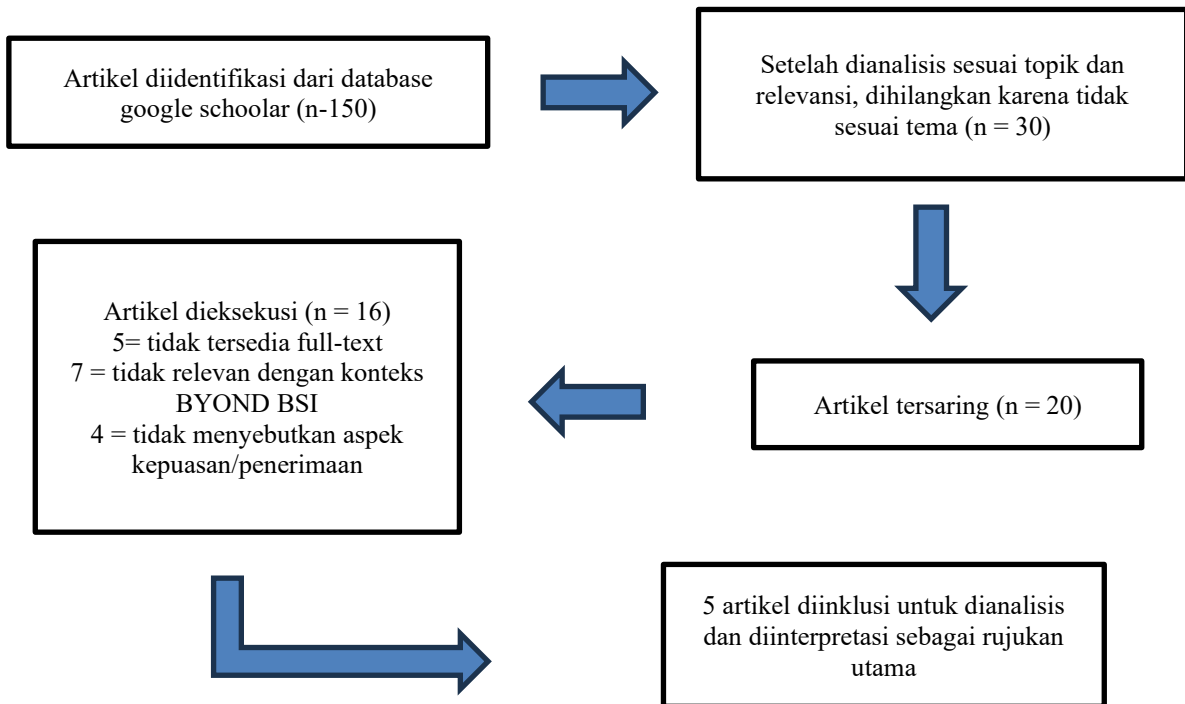 Artikel diidentifikasi dari database
google schoolar (n-150)
Setelah dianalisis sesuai topik dan
relevansi, dihilangkan karena tidak
sesuai tema (n = 30)
Artikel tersaring (n = 20)
Artikel dieksekusi (n = 16)
5= tidak tersedia full-text
7 = tidak relevan dengan konteks
BYOND BSI
4 = tidak menyebutkan aspek
kepuasan/penerimaan
5 artikel diinklusi untuk dianalisis
dan diinterpretasi sebagai rujukan
utama